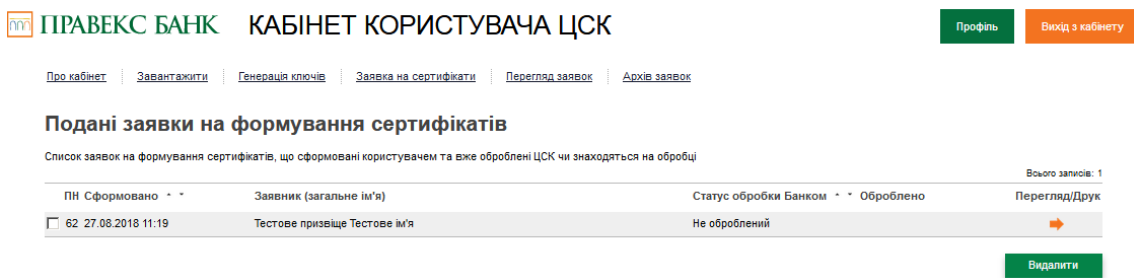 ПРАВЕКС БАНК КАБІНЕТ КОРИСТУВАЧА ЦСК Профіль Вихід з кабінету
Про кабінет Завантажити Генерація ключів Заявка на сертифікати Перегляд заявок Архів заявок
Подані заявки на формування сертифікатів
Список заявок на формування сертифікатів, що сформовані користувачем та вже оброблені ЦСК чи знаходяться на обробці
Всього записів: 1
ПН Сформовано Заявник (загальне ім'я) Статус обробки Банком Оброблено Перегляд/Друк
62 27.08.2018 11:19 Тестове призвіще Тестове ім'я Не оброблений
Видалити